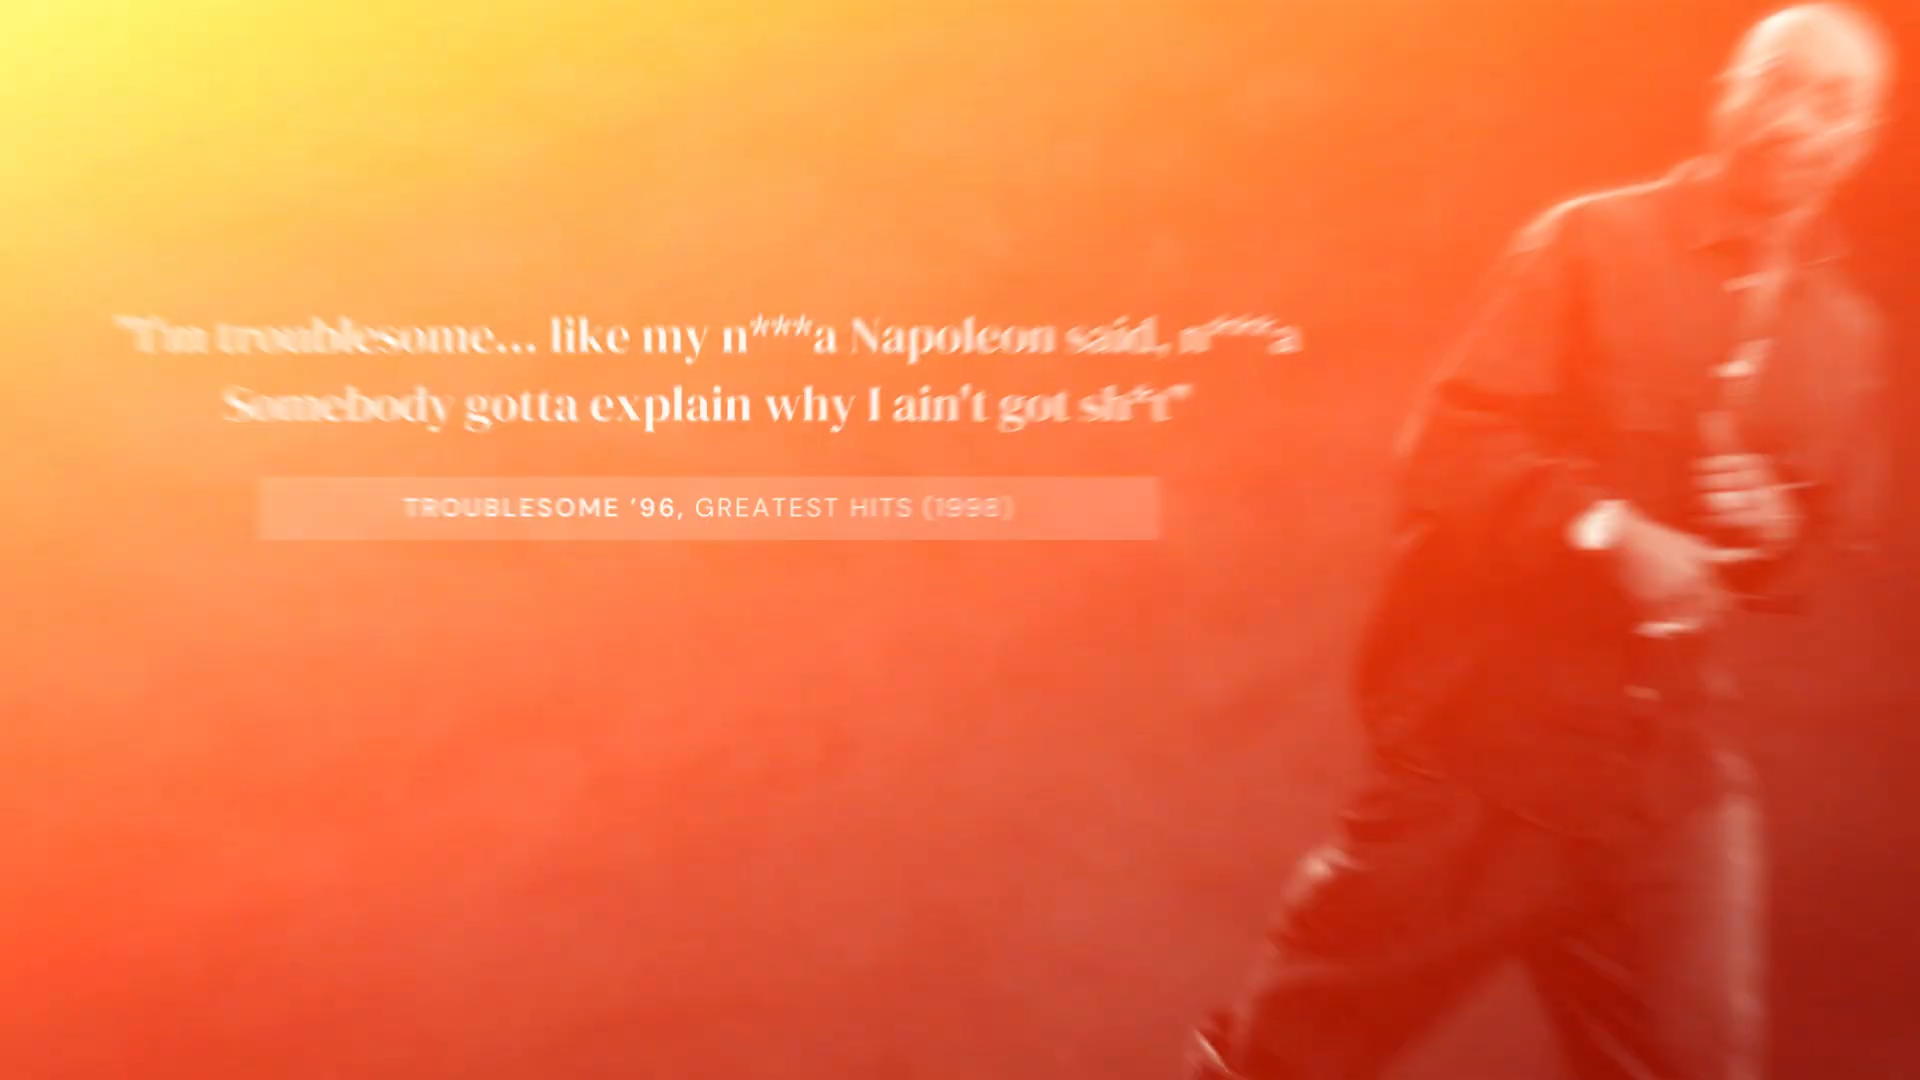 "I'm troublesome... like my n***a Napoleon said, n***a
Somebody gotta explain why I ain't got sh*t"
TROUBLESOME '96, GREATEST HITS (1998)